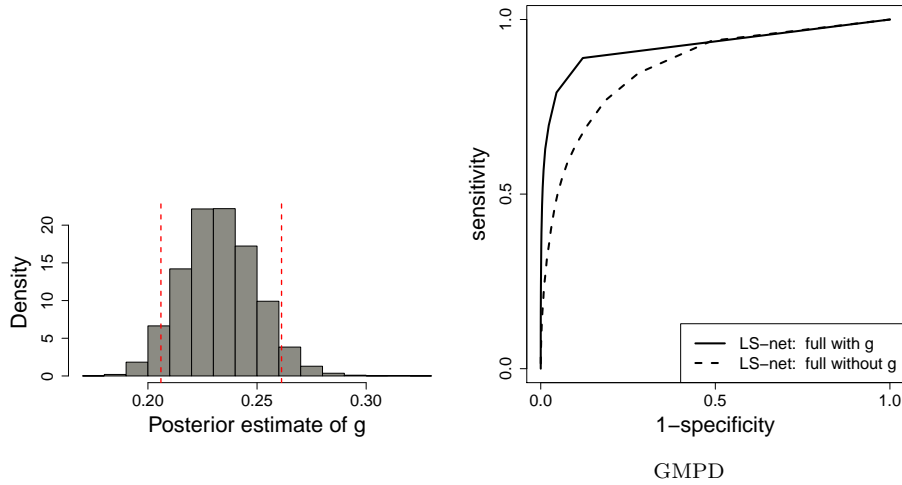 Density
0
5
10
15
20
0.20
0.25
0.30
Posterior estimate of g
sensitivity
0.0
0.5
1.0
0.0
0.5
1.0
1−specificity
LS−net: full with g
LS−net: full without g
GMPD